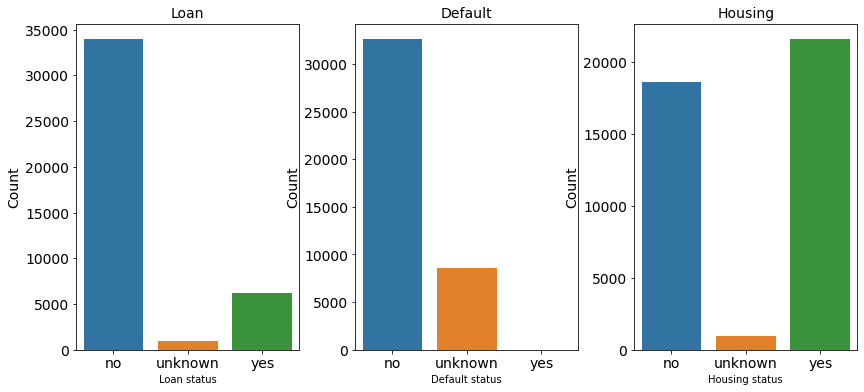 Loan
Count
35000
30000
25000
20000
15000
10000
5000
0
no unknown yes
Loan status
Default
Count
30000
25000
20000
15000
10000
5000
0
no unknown yes
Default status
Housing
Count
20000
15000
10000
5000
0
no unknown yes
Housing status